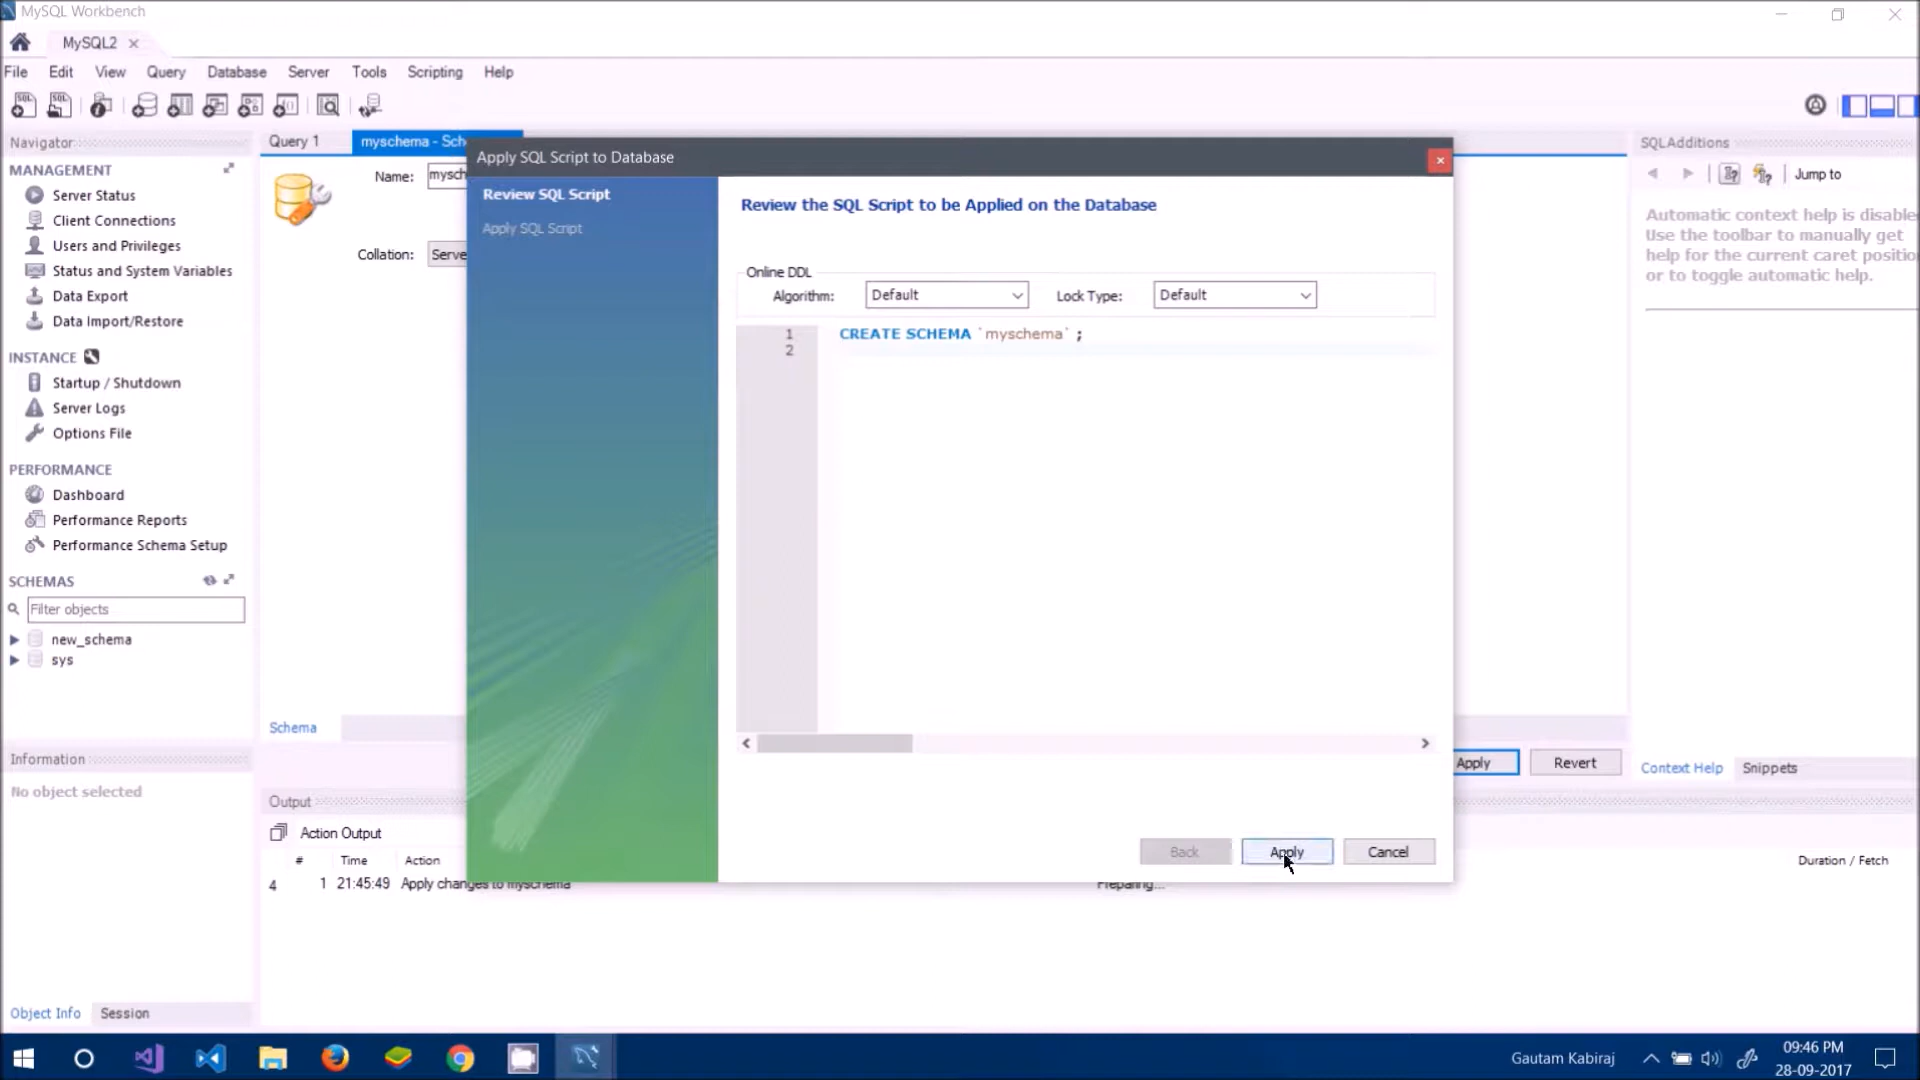 MySQL Workbench
MySQL2
File Edit View Query Database Server Tools Scripting Help
Navigator
MANAGEMENT
Server Status
Client Connections
Users and Privileges
Status and System Variables
Data Export
Data Import/Restore
INSTANCE
Startup / Shutdown
Server Logs
Options File
PERFORMANCE
Dashboard
Performance Reports
Performance Schema Setup
SCHEMAS
Filter objects
new_schema
sys
Information
No object selected
Object Info Session
Query 1 myschema - Sch
Name: mysch
Collation: Serve
Schema
Apply SQL Script to Database
Review SQL Script
Apply SQL Script
Review the SQL Script to be Applied on the Database
Online DDL
Algorithm: Default Lock Type: Default
1 CREATE SCHEMA `myschema` ;
2
Back Apply Cancel
Apply Revert
SQLAdditions
Jump to
Automatic context help is disable
Use the toolbar to manually get
help for the current caret positio
or to toggle automatic help.
Context Help Snippets
Output
Action Output
# Time Action Duration / Fetch
4 1 21:45:49 Apply changes to myschema Preparing...
Gautam Kabiraj
09:46 PM
28-09-2017